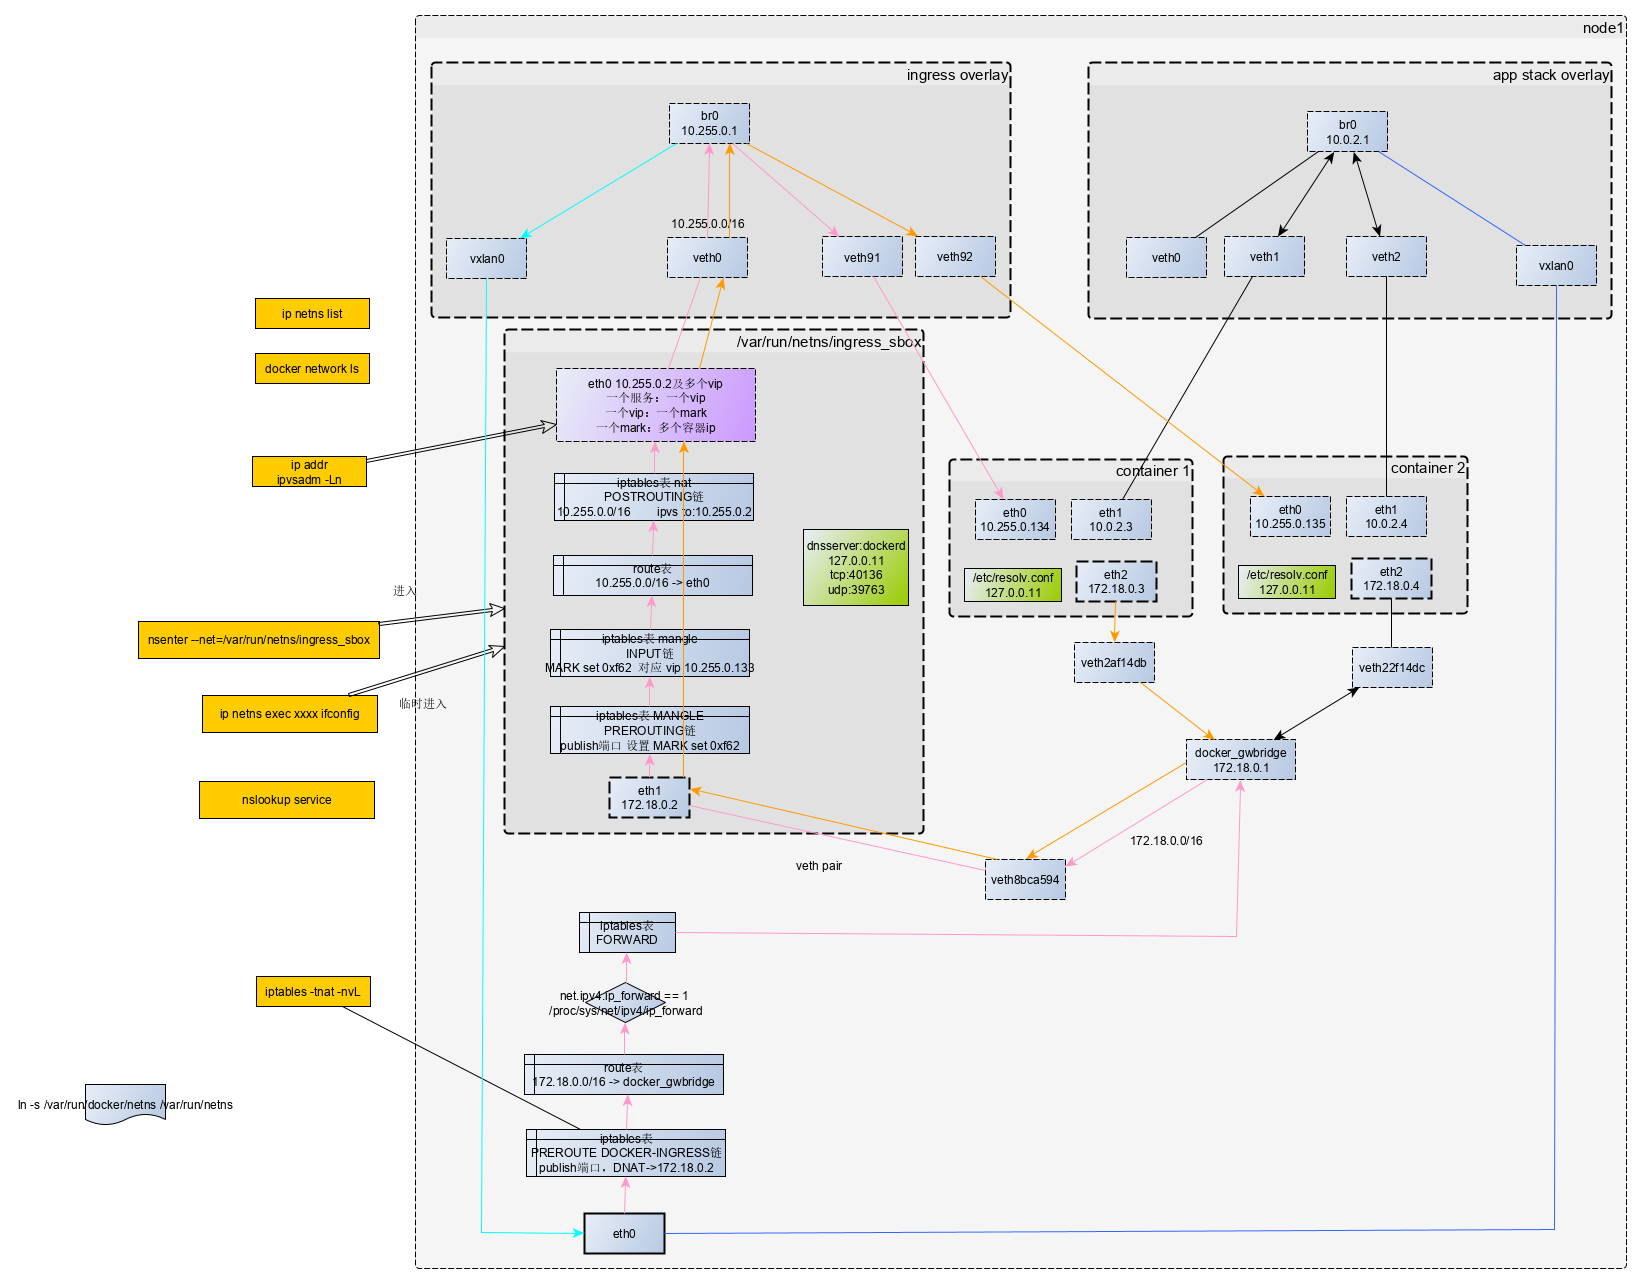 node1
ingress overlay
br0
10.255.0.1
10.255.0.0/16
vxlan0
veth0
veth91
veth92
app stack overlay
br0
10.0.2.1
veth0
veth1
veth2
vxlan0
ip netns list
docker network ls
ip addr
ipvsadm -Ln
进入
nsenter --net=/var/run/netns/ingress_sbox
ip netns exec xxxx ifconfig
临时进入
nslookup service
iptables -tnat -nvL
ln -s /var/run/docker/netns /var/run/netns
/var/run/netns/ingress_sbox
eth0 10.255.0.2及多个vip
一个服务：一个vip
一个vip：一个mark
一个mark：多个容器ip
iptables表 nat
POSTROUTING链
10.255.0.0/16 ipvs to:10.255.0.2
route表
10.255.0.0/16 -> eth0
iptables表 mangle
INPUT链
MARK set 0xf62 对应 vip 10.255.0.133
iptables表 MANGLE
PREROUTING链
publish端口 设置 MARK set 0xf62
eth1
172.18.0.2
dnsserver:dockerd
127.0.0.11
tcp:40136
udp:39763
container 1
eth0
10.255.0.134
eth1
10.0.2.3
/etc/resolv.conf
127.0.0.11
eth2
172.18.0.3
container 2
eth0
10.255.0.135
eth1
10.0.2.4
/etc/resolv.conf
127.0.0.11
eth2
172.18.0.4
veth2af14db
veth22f14dc
docker_gwbridge
172.18.0.1
172.18.0.0/16
veth pair
veth8bca594
iptables表
FORWARD
net.ipv4.ip_forward == 1
/proc/sys/net/ipv4/ip_forward
route表
172.18.0.0/16 -> docker_gwbridge
iptables表
PREROUTE DOCKER-INGRESS链
publish端口，DNAT->172.18.0.2
eth0